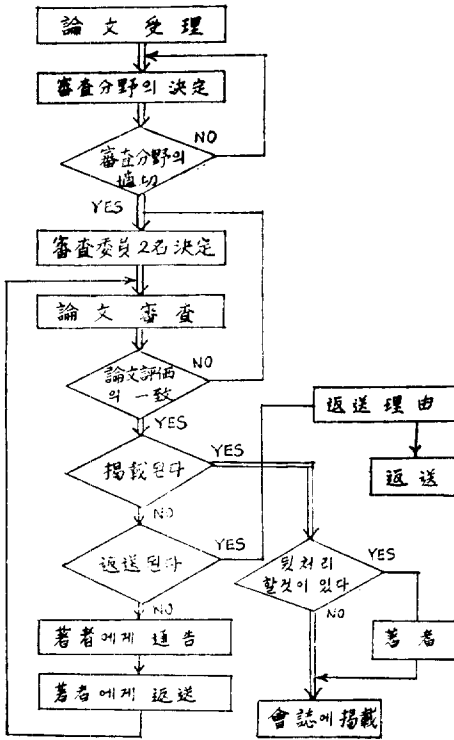 論文受理
審査分野의 決定
NO
審査分野의
適切
YES
審査委員 2名 決定
論文審査
NO
論文評価
의 一致
YES
返送理由
YES
掲載된다
返送
NO
YES
返送된다
뒷처리
할것이 있다
YES
NO
NO
著者에게 通告
著者
著者에게 返送
會誌에 掲載